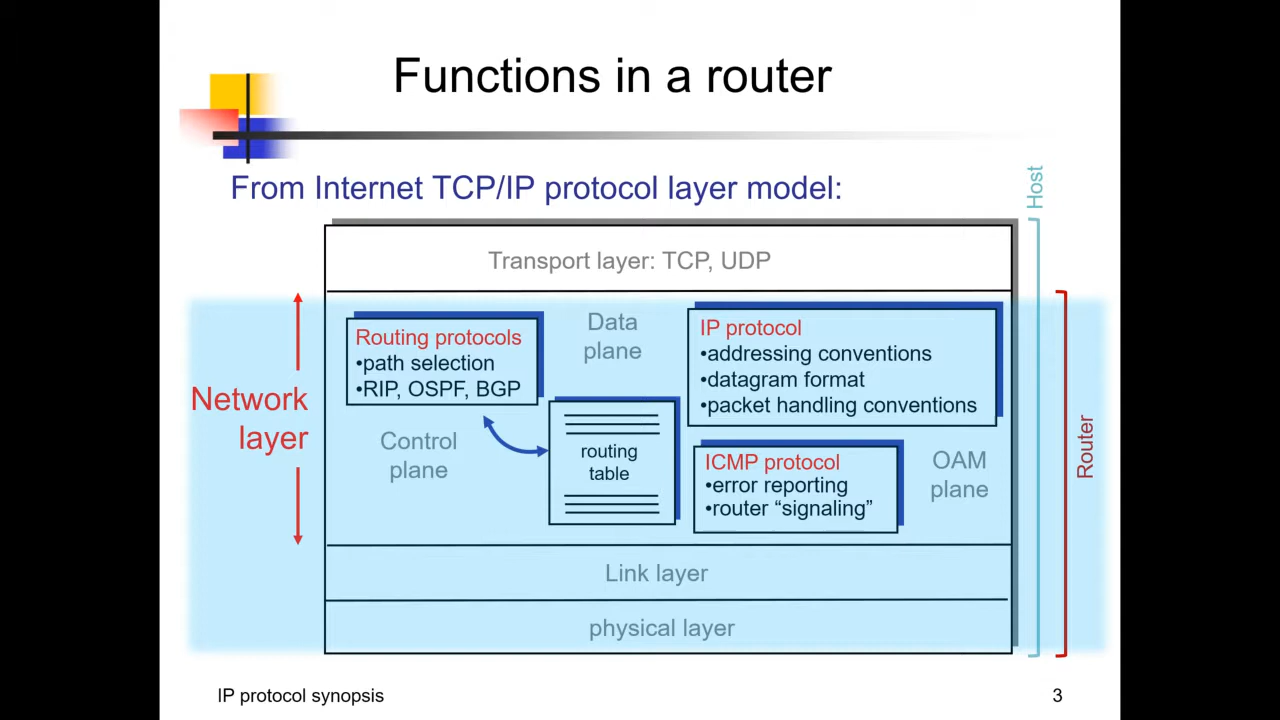 Functions in a router
From Internet TCP/IP protocol layer model:
Host
Transport layer: TCP, UDP
Network
layer
Routing protocols
•path selection
•RIP, OSPF, BGP
Data
plane
IP protocol
•addressing conventions
•datagram format
•packet handling conventions
Control
plane
routing
table
ICMP protocol
•error reporting
•router “signaling”
OAM
plane
Router
Link layer
physical layer
IP protocol synopsis
3